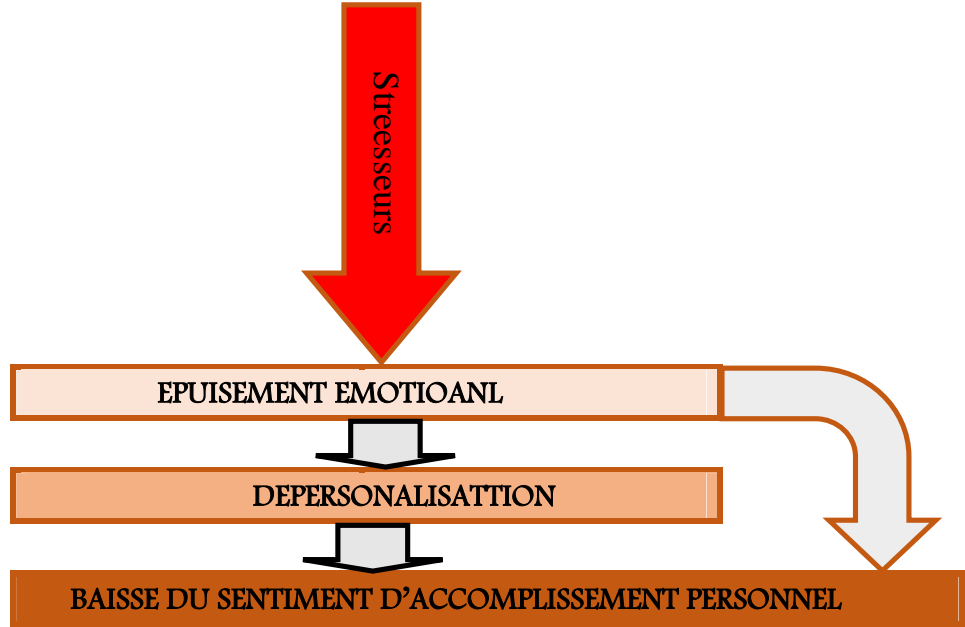 Streesseurs
EPUISEMENT EMOTIOANL
DEPERSONALISATTION
BAISSE DU SENTIMENT D’ACCOMPLISSEMENT PERSONNEL